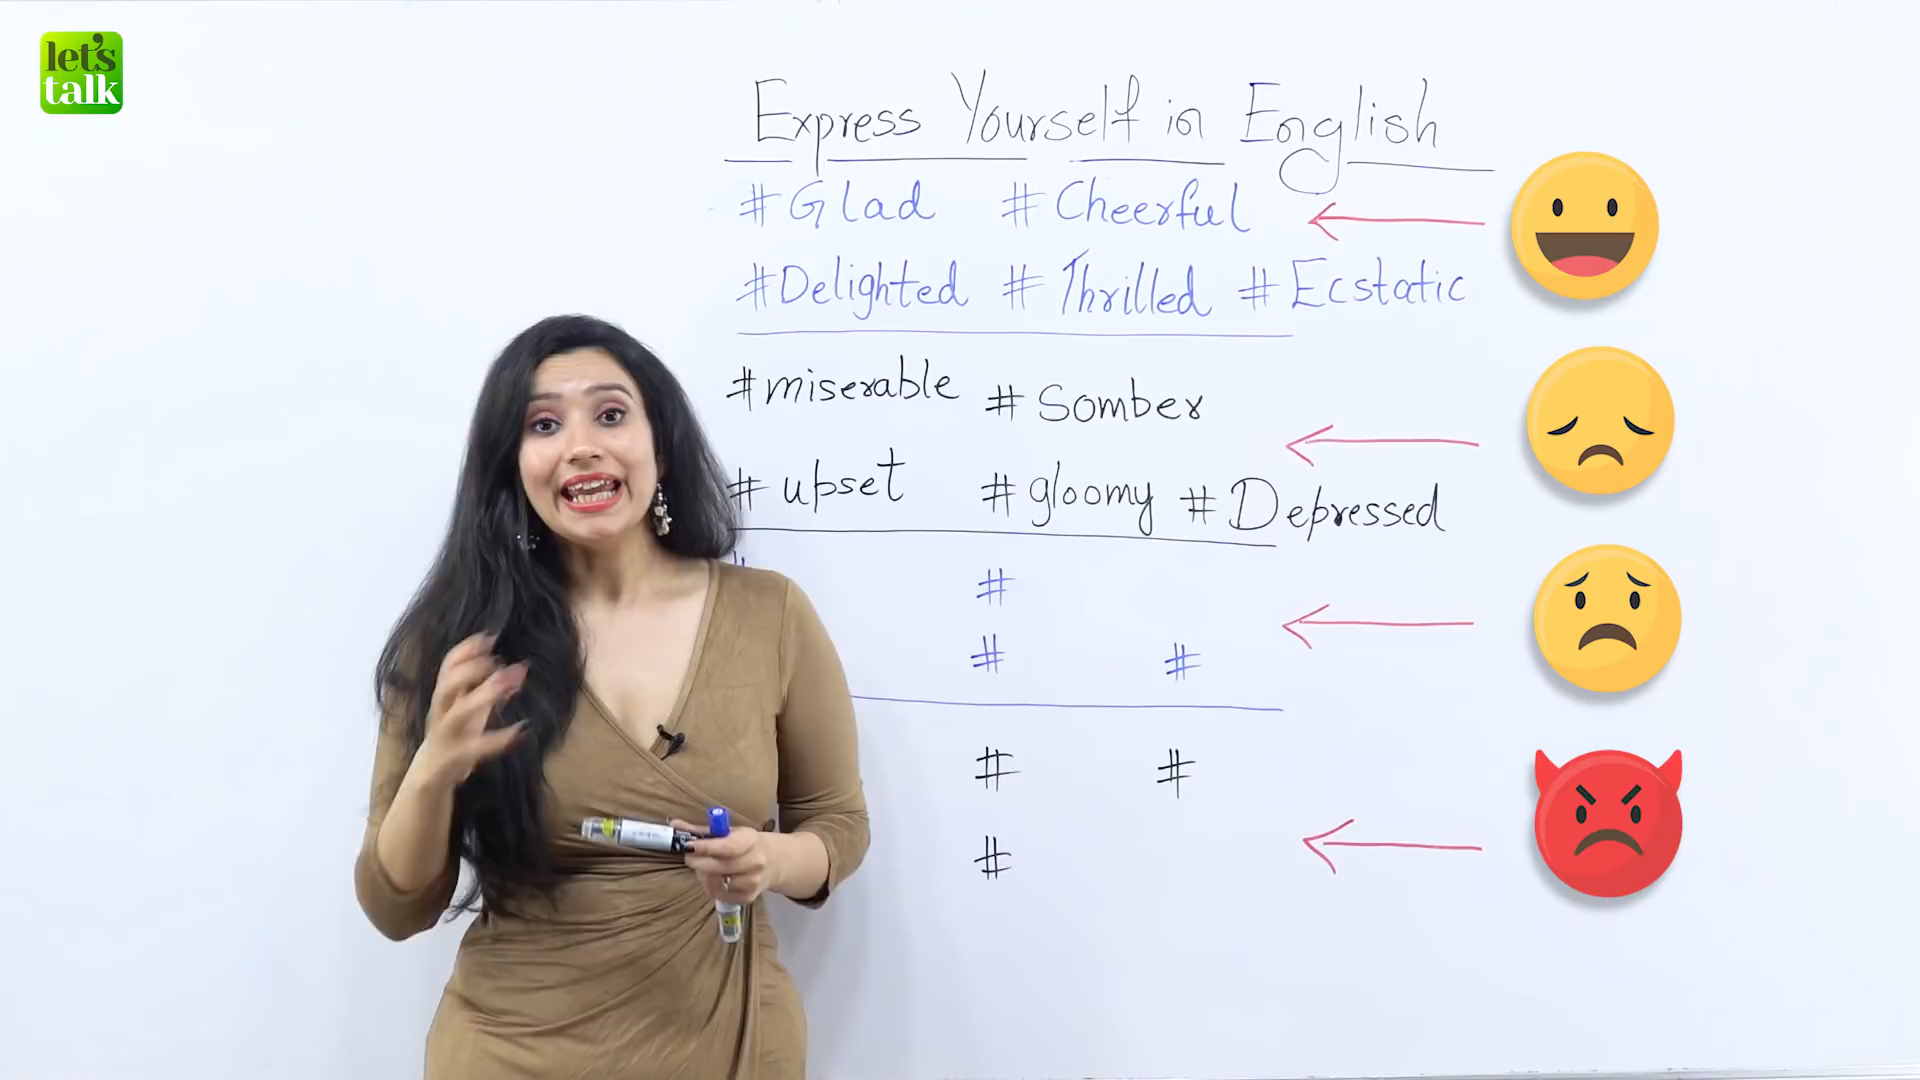 let's
talk
Express Yourself in English
#Glad #Cheerful
#Delighted #Thrilled #Ecstatic
#miserable #Somber
#upset #gloomy #Depressed
# #
# #
# #
#